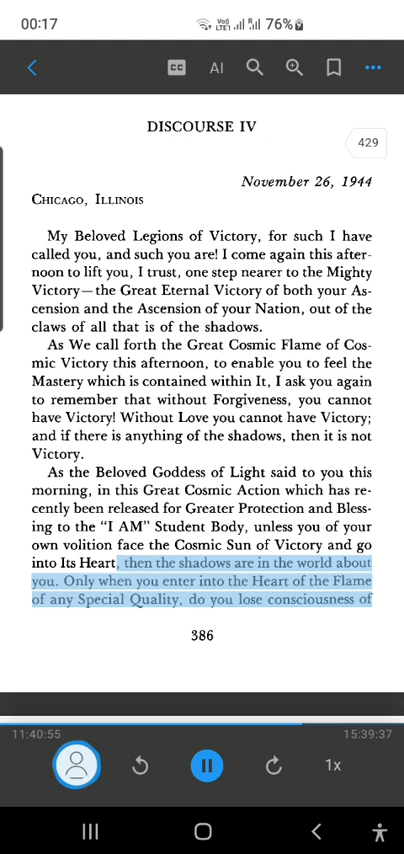 00:17
Vo)) LTE1 R 76%
CC AI
DISCOURSE IV
429
November 26, 1944
CHICAGO, ILLINOIS
My Beloved Legions of Victory, for such I have
called you, and such you are! I come again this after-
noon to lift you, I trust, one step nearer to the Mighty
Victory—the Great Eternal Victory of both your As-
cension and the Ascension of your Nation, out of the
claws of all that is of the shadows.
As We call forth the Great Cosmic Flame of Cos-
mic Victory this afternoon, to enable you to feel the
Mastery which is contained within It, I ask you again
to remember that without Forgiveness, you cannot
have Victory! Without Love you cannot have Victory;
and if there is anything of the shadows, then it is not
Victory.
As the Beloved Goddess of Light said to you this
morning, in this Great Cosmic Action which has re-
cently been released for Greater Protection and Bless-
ing to the “I AM” Student Body, unless you of your
own volition face the Cosmic Sun of Victory and go
into Its Heart, then the shadows are in the world about
you. Only when you enter into the Heart of the Flame
of any Special Quality, do you lose consciousness of
386
11:40:55 15:39:37
1x